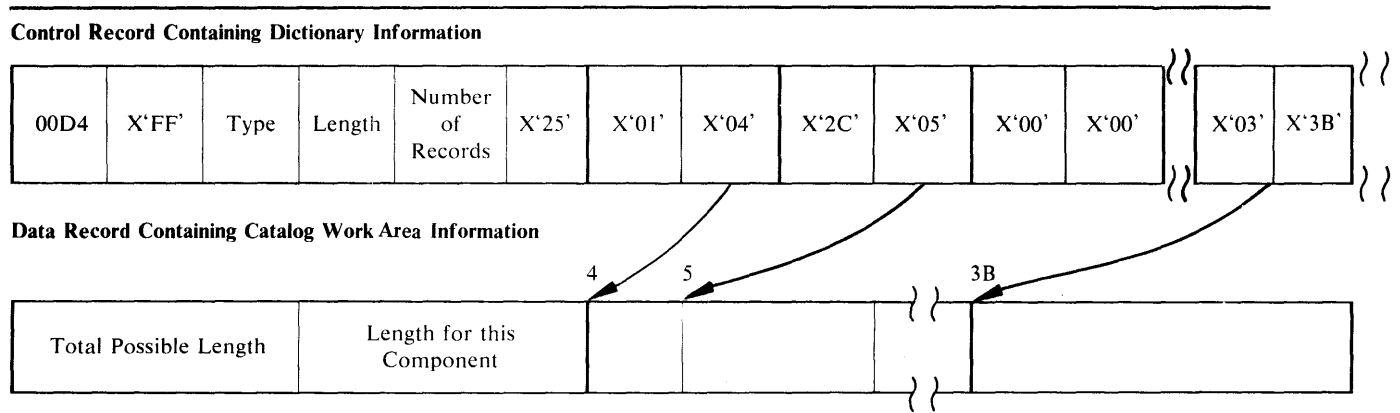 Control Record Containing Dictionary Information
00D4 X‘FF’ Type Length Number of Records X‘25’ X‘01’ X‘04’ X‘2C’ X‘05’ X‘00’ X‘00’ X‘03’ X‘3B’
Data Record Containing Catalog Work Area Information
4 5 3B
Total Possible Length Length for this Component